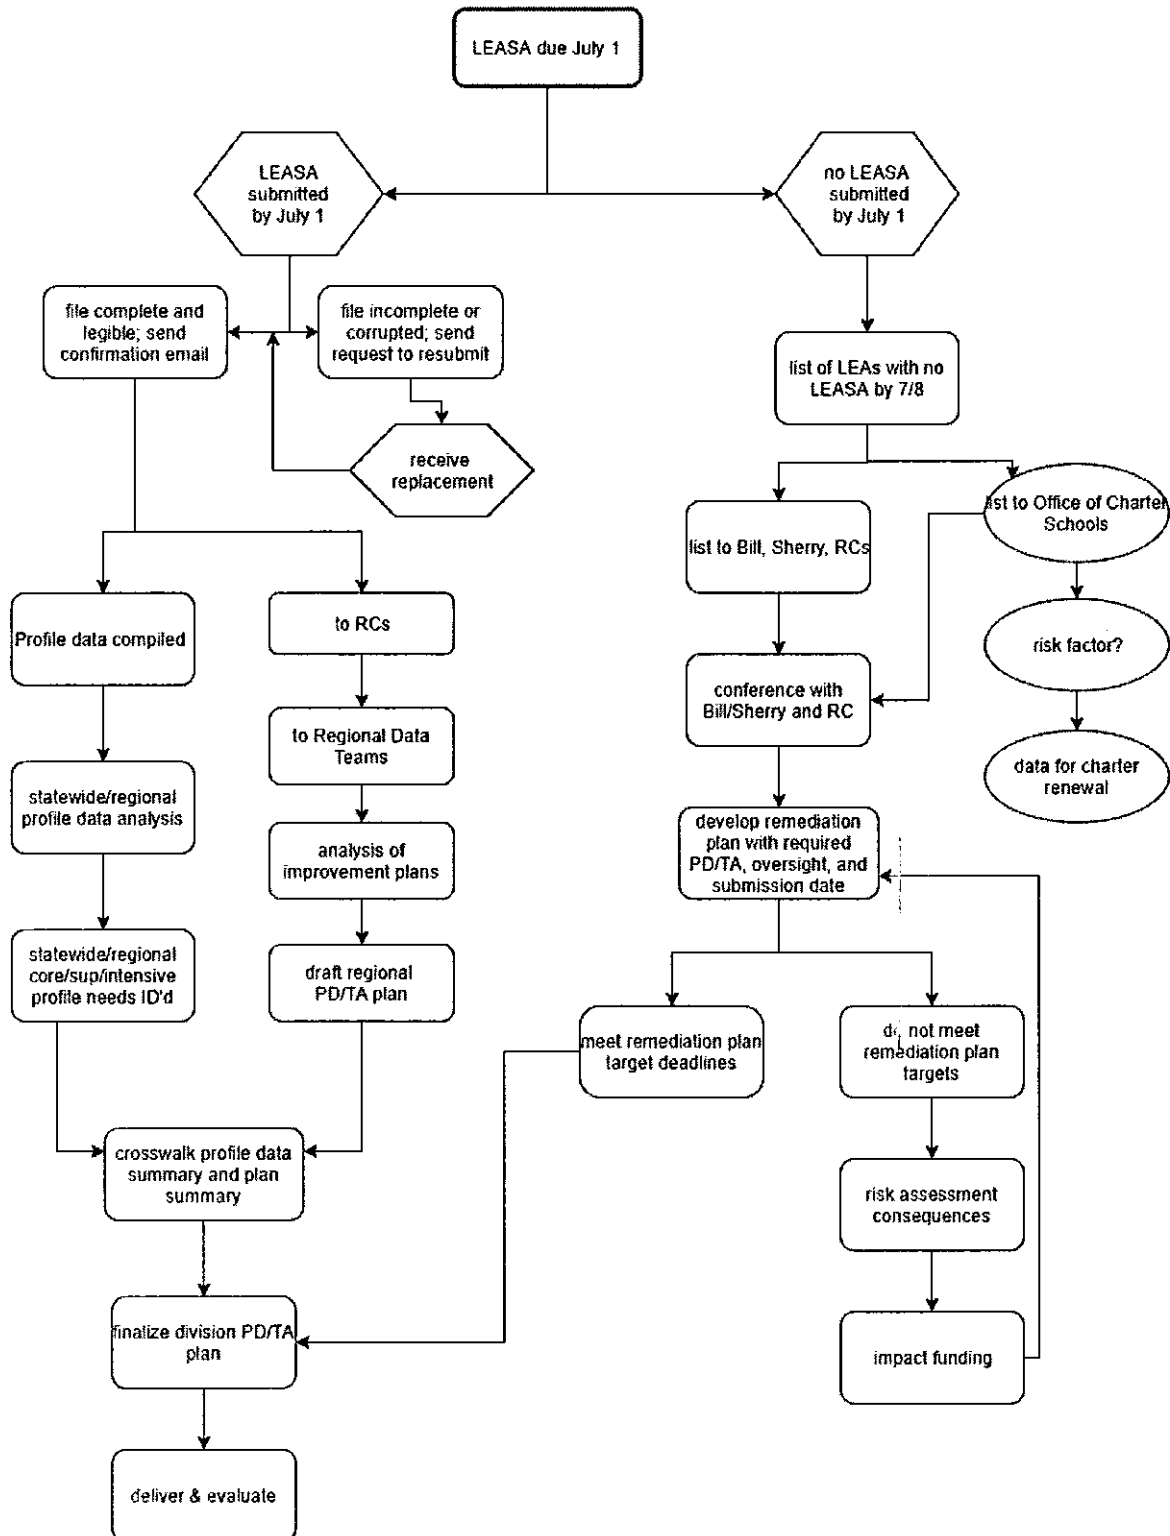 LEASA due July 1
LEASA
submitted
by July 1
no LEASA
submitted
by July 1
file complete and
legible; send
confirmation email
file incomplete or
corrupted; send
request to resubmit
receive
replacement
list of LEAs with no
LEASA by 7/8
list to Bill, Sherry, RCs
list to Office of Charter
Schools
Profile data compiled
to RCs
risk factor?
conference with
Bill/Sherry and RC
to Regional Data
Teams
statewide/regional
profile data analysis
data for charter
renewal
analysis of
improvement plans
develop remediation
plan with required
PD/TA, oversight, and
submission date
statewide/regional
core/sup/intensive
profile needs ID'd
draft regional
PD/TA plan
meet remediation plan
target deadlines
do not meet
remediation plan
targets
crosswalk profile data
summary and plan
summary
risk assessment
consequences
finalize division PD/TA
plan
impact funding
deliver & evaluate